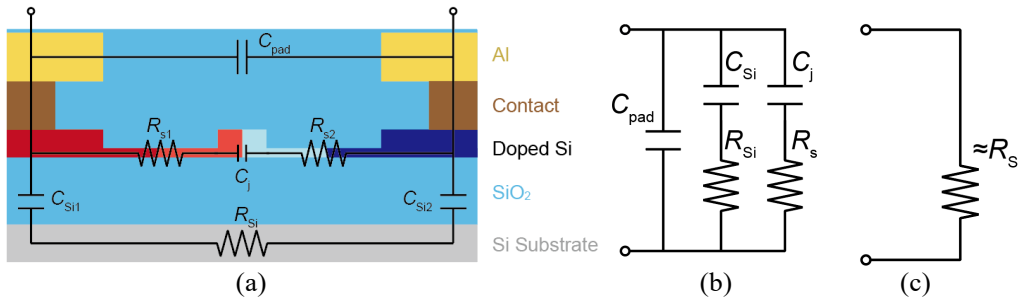 C_pad
Al
Contact
R_s1
R_s2
Doped Si
C_j
SiO₂
C_Si1
C_Si2
R_Si
Si Substrate
(a)
C_Si
C_j
C_pad
R_Si
R_s
(b)
≈R_S
(c)